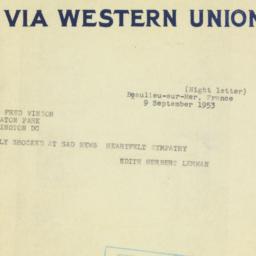 VIA WESTERN UNION
(Night letter)
Beaulieu-sur-Mer, France
9 September 1953
FRED VINSON
ATON PARK
INGTON DC
LY SHOCKED AT SAD NEWS HEARTFELT SYMPATHY
EDITH HERBERT LEHMAN